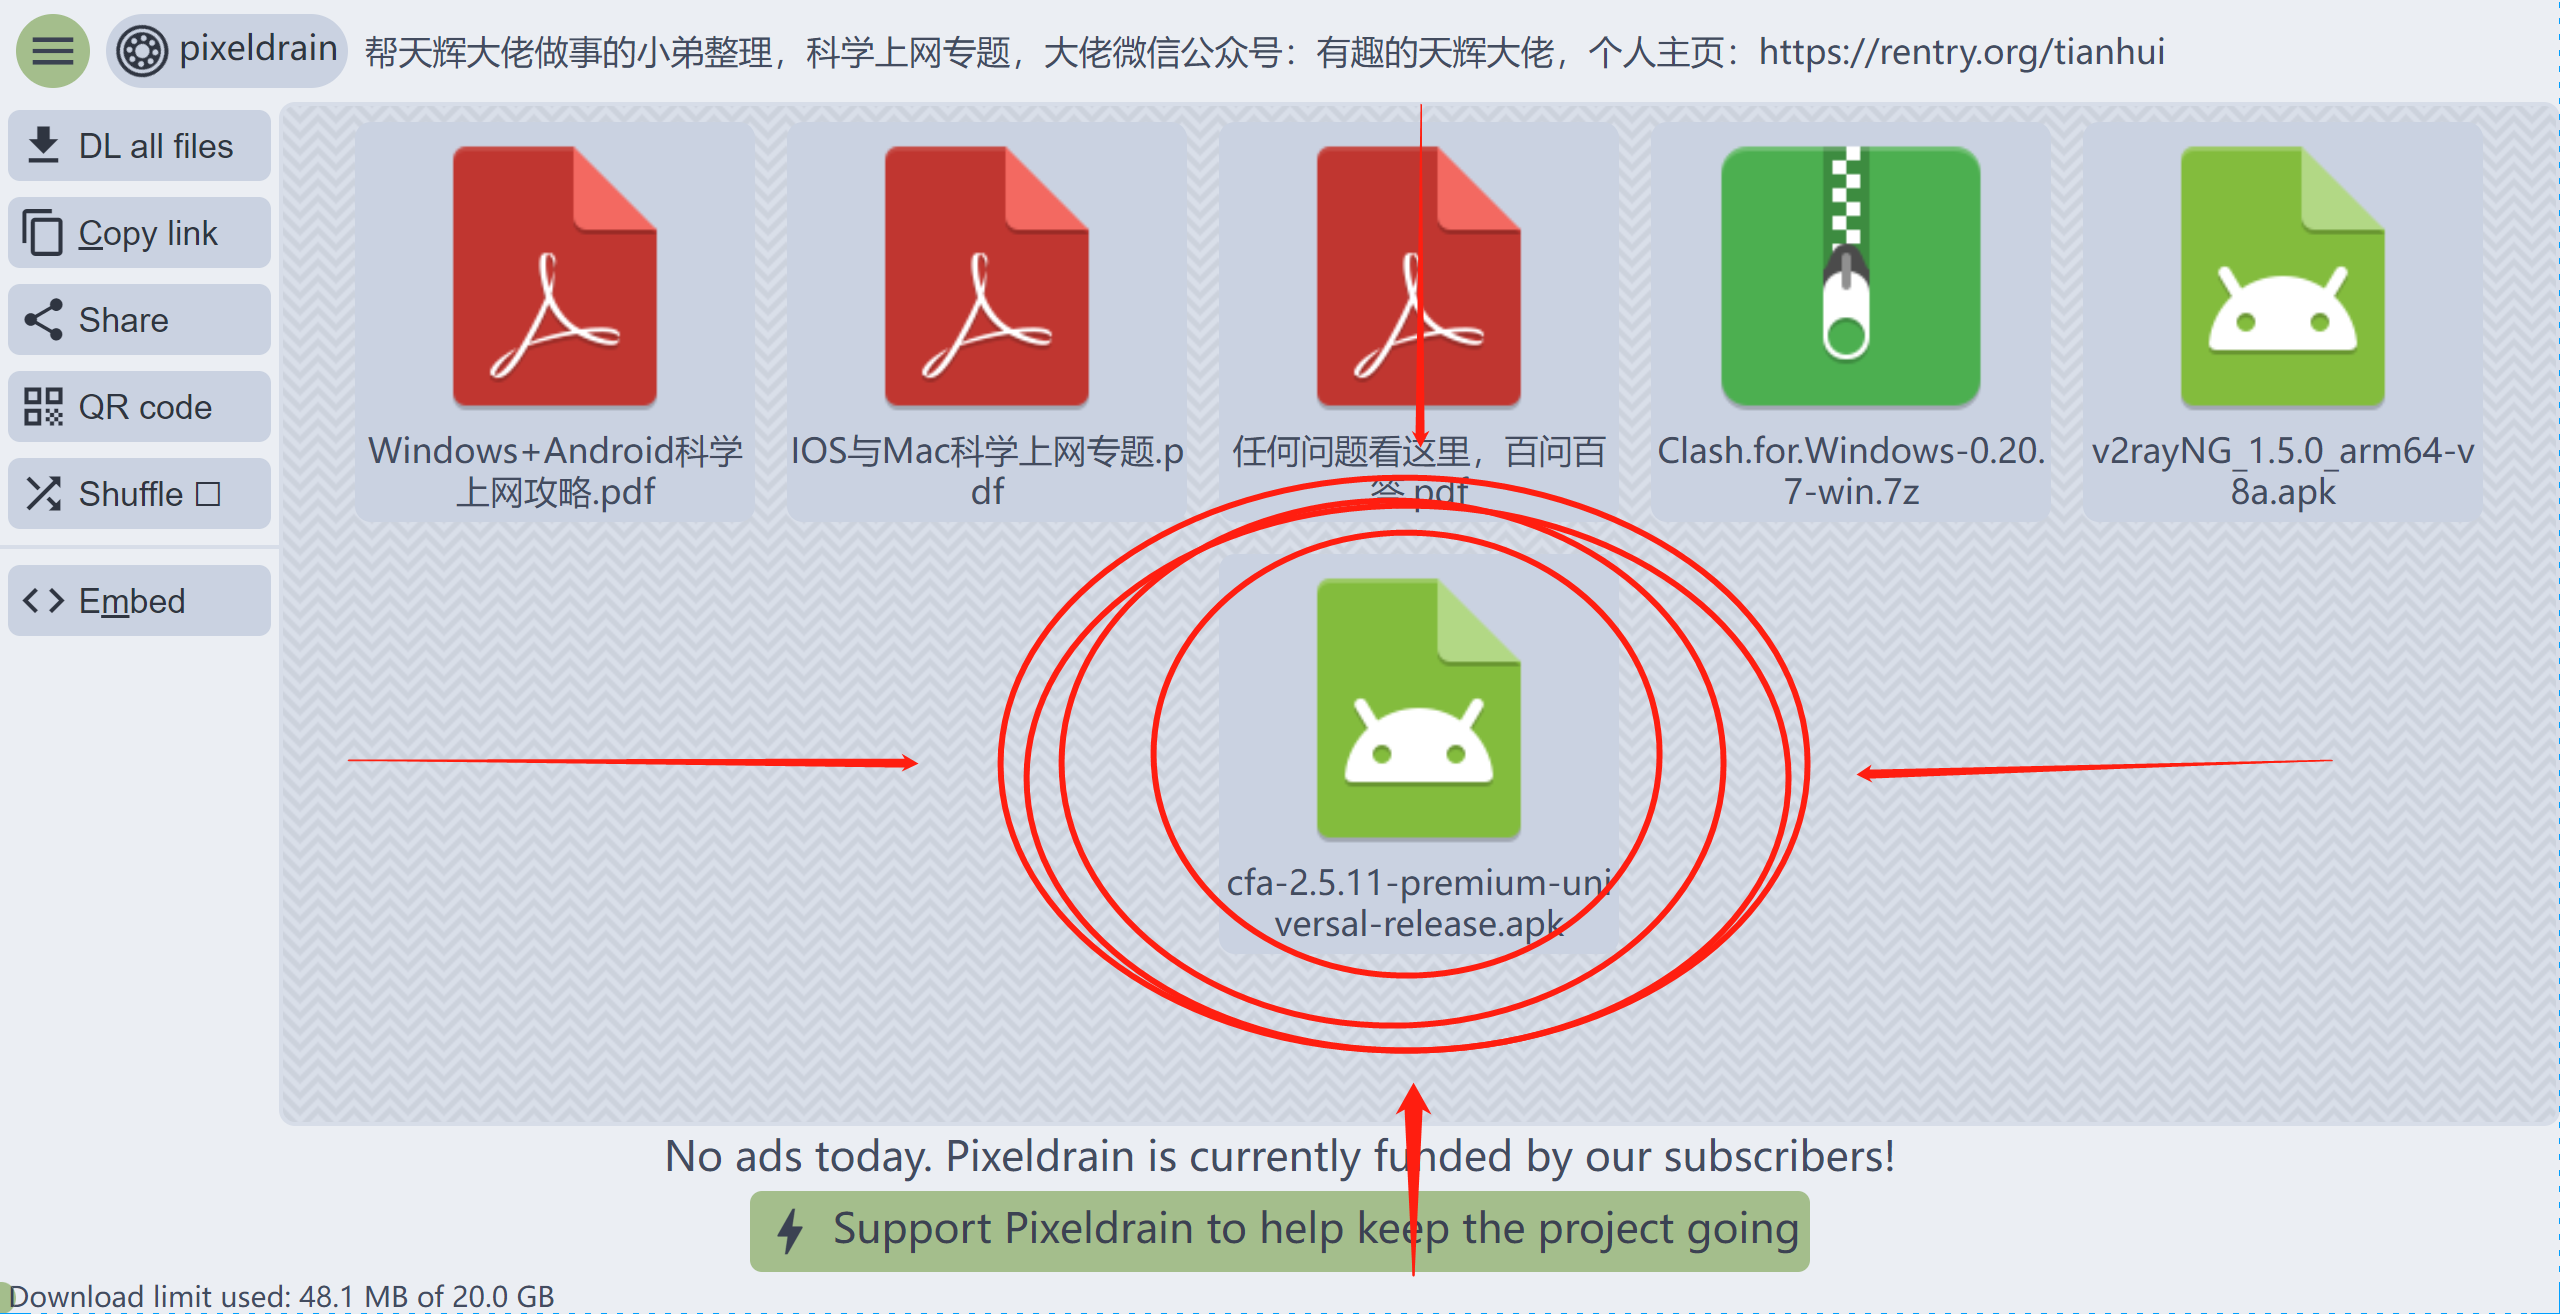 pixeldrain 帮天辉大佬做事的小弟整理，科学上网专题，大佬微信公众号：有趣的天辉大佬，个人主页：https://rentry.org/tianhui
DL all files
Copy link
Share
QR code
Shuffle ☐
Embed
Windows+Android科学
上网攻略.pdf
IOS与Mac科学上网专题.p
df
任何问题看这里，百问百
答.pdf
Clash.for.Windows-0.20.
7-win.7z
v2rayNG_1.5.0_arm64-v
8a.apk
cfa-2.5.11-premium-uni
versal-release.apk
No ads today. Pixeldrain is currently funded by our subscribers!
Support Pixeldrain to help keep the project going
Download limit used: 48.1 MB of 20.0 GB